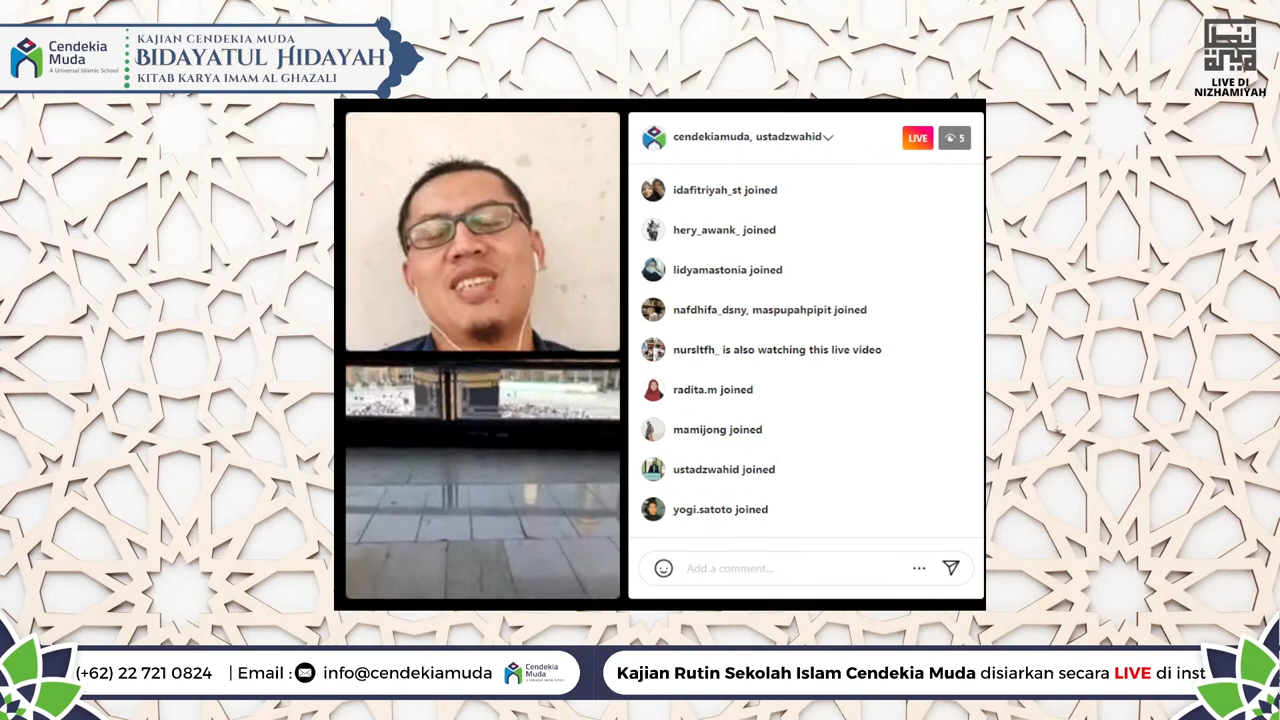 Cendekia
Muda
A Universal Islamic School
KAJIAN CENDEKIA MUDA
BIDAYATUL HIDAYAH
KITAB KARYA IMAM AL GHAZALI
LIVE DI
NIZHAMIYAH
cendekiamuda, ustadzwahid
LIVE
5
idafitriyah_st joined
hery_awank_ joined
lidyamastonia joined
nafdhifa_dsny, maspupahpipit joined
nursltfh_ is also watching this live video
radita.m joined
mamijong joined
ustadzwahid joined
yogi.satoto joined
Add a comment...
(+62) 22 721 0824 | Email : info@cendekiamuda
Cendekia
Muda
Kajian Rutin Sekolah Islam Cendekia Muda disiarkan secara LIVE di inst